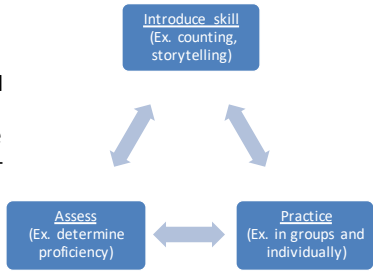 Introduce skill
(Ex. counting,
storytelling)
Assess
(Ex. determine
proficiency)
Practice
(Ex. in groups and
individually)